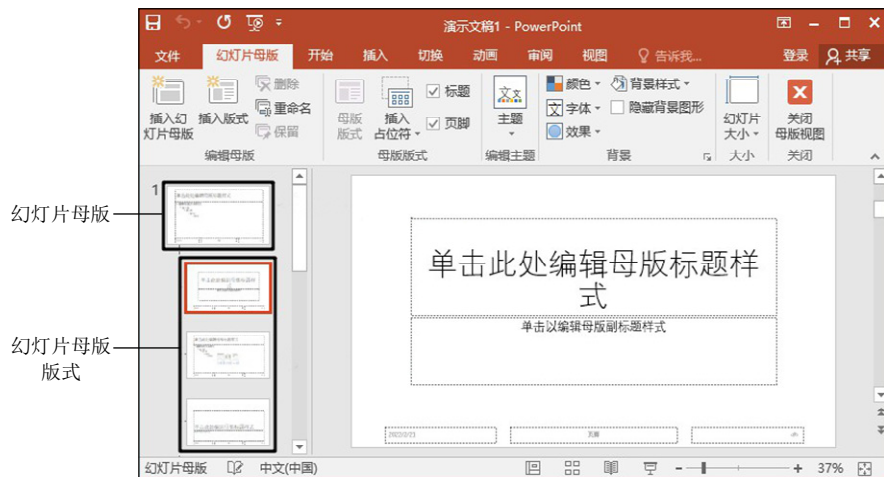 演示文稿1 - PowerPoint
文件 幻灯片母版 开始 插入 切换 动画 审阅 视图 告诉我... 登录 共享
插入幻灯片母版
插入版式
删除
重命名
保留
编辑母版
母版版式
插入占位符
标题
页脚
母版版式
文文
主题
编辑主题
颜色
文 字体
效果
背景样式
隐藏背景图形
背景
幻灯片大小
大小
关闭母版视图
关闭
1
幻灯片母版
幻灯片母版
版式
单击此处编辑母版标题样
式
单击以编辑母版副标题样式
页脚
幻灯片母版 中文(中国) 37%